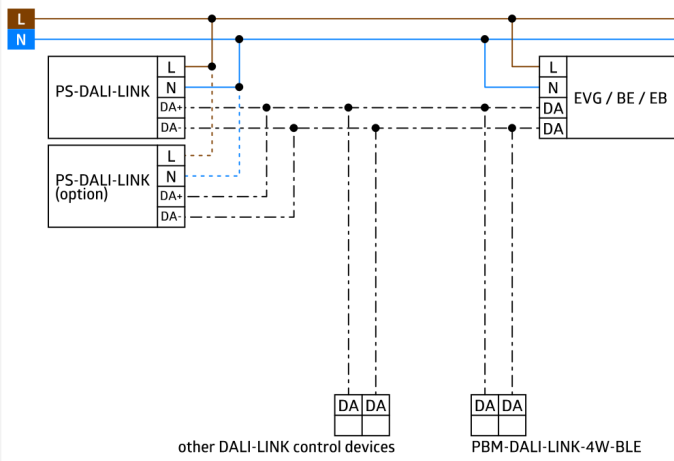 L
N
PS-DALI-LINK
L
N
DA+
DA-
L
N
DA
DA
EVG / BE / EB
PS-DALI-LINK
(option)
L
N
DA+
DA-
DA DA
DA DA
other DALI-LINK control devices
PBM-DALI-LINK-4W-BLE